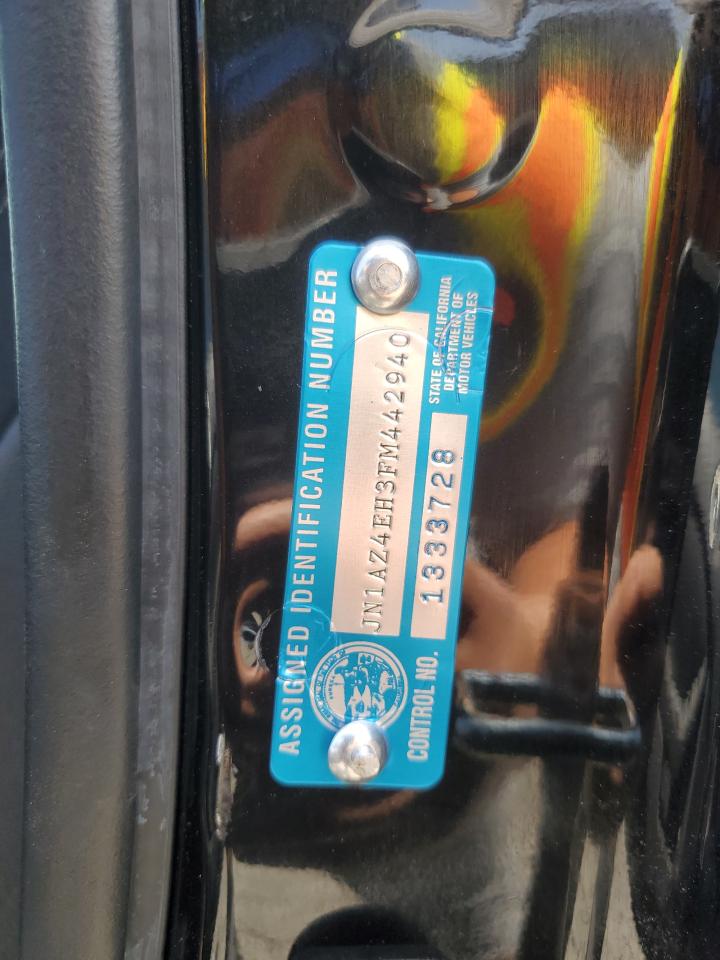 ASSIGNED IDENTIFICATION NUMBER
JN1AZ4EH3FM442940
CONTROL NO. 1333728
STATE OF CALIFORNIA
DEPARTMENT OF
MOTOR VEHICLES